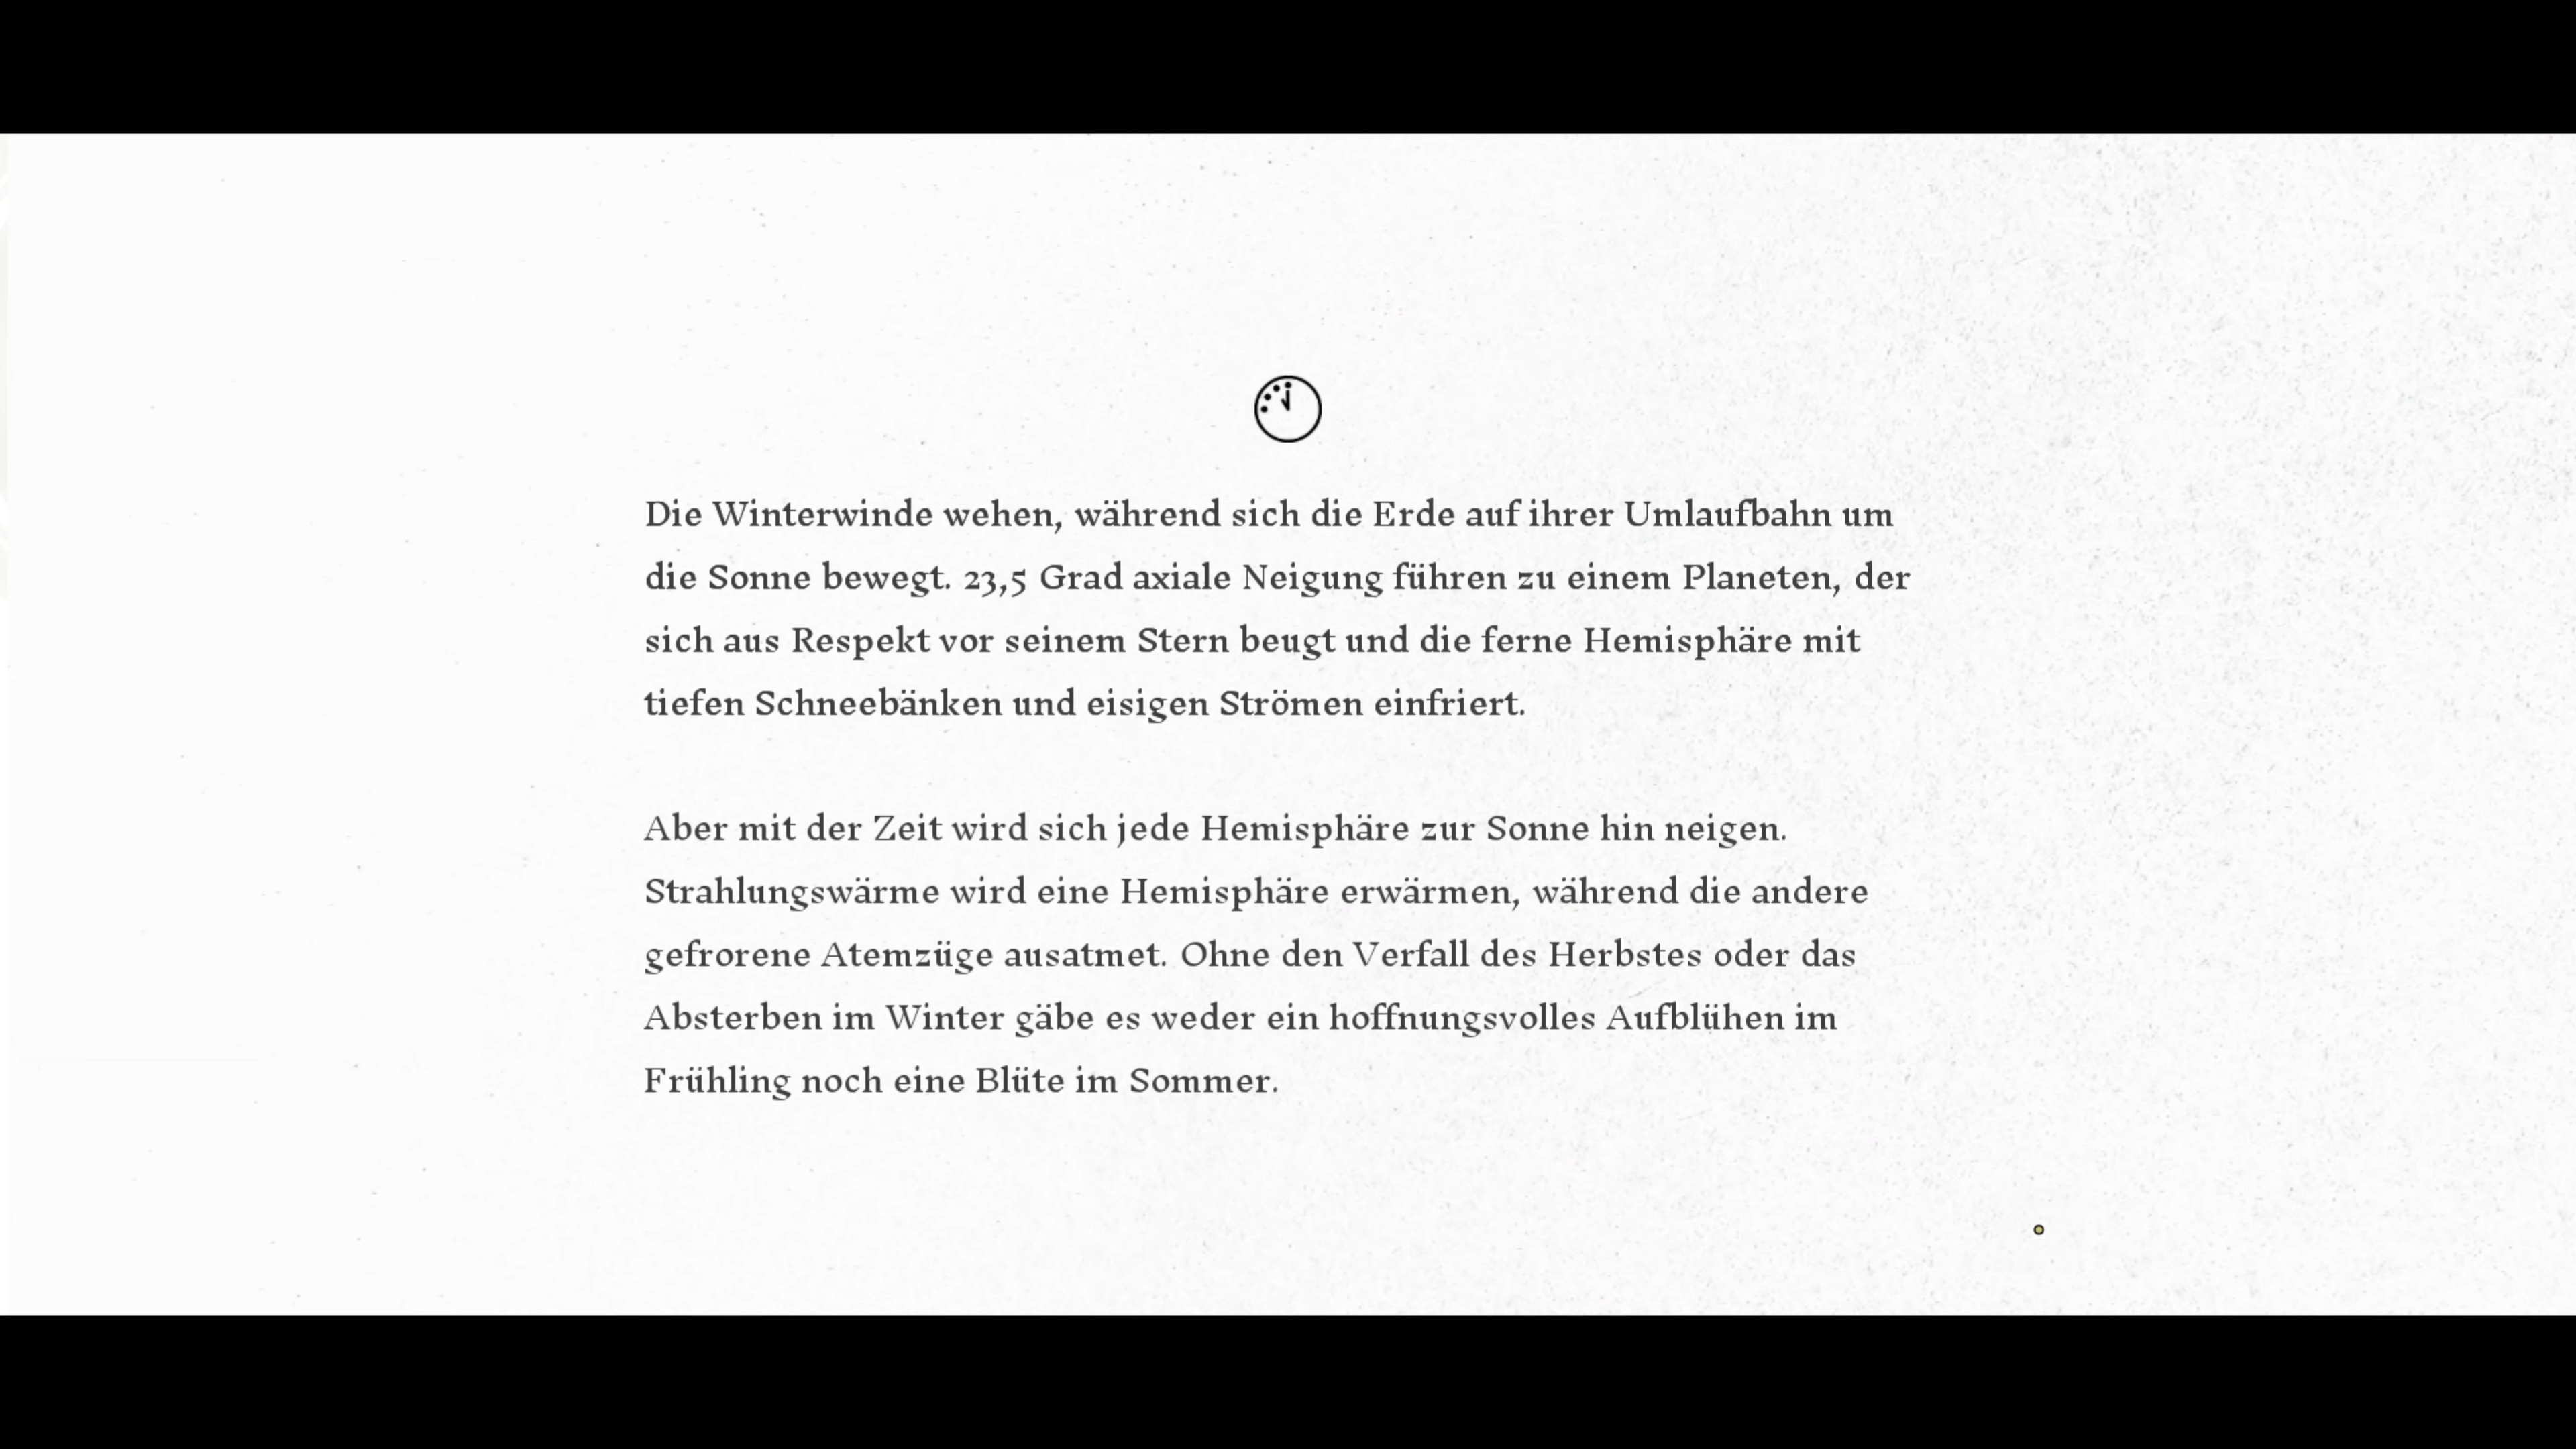 Die Winterwinde wehen, während sich die Erde auf ihrer Umlaufbahn um
die Sonne bewegt. 23,5 Grad axiale Neigung führen zu einem Planeten, der
sich aus Respekt vor seinem Stern beugt und die ferne Hemisphäre mit
tiefen Schneebänken und eisigen Strömen einfriert.
Aber mit der Zeit wird sich jede Hemisphäre zur Sonne hin neigen.
Strahlungswärme wird eine Hemisphäre erwärmen, während die andere
gefrorene Atemzüge ausatmet. Ohne den Verfall des Herbstes oder das
Absterben im Winter gäbe es weder ein hoffnungsvolles Aufblühen im
Frühling noch eine Blüte im Sommer.